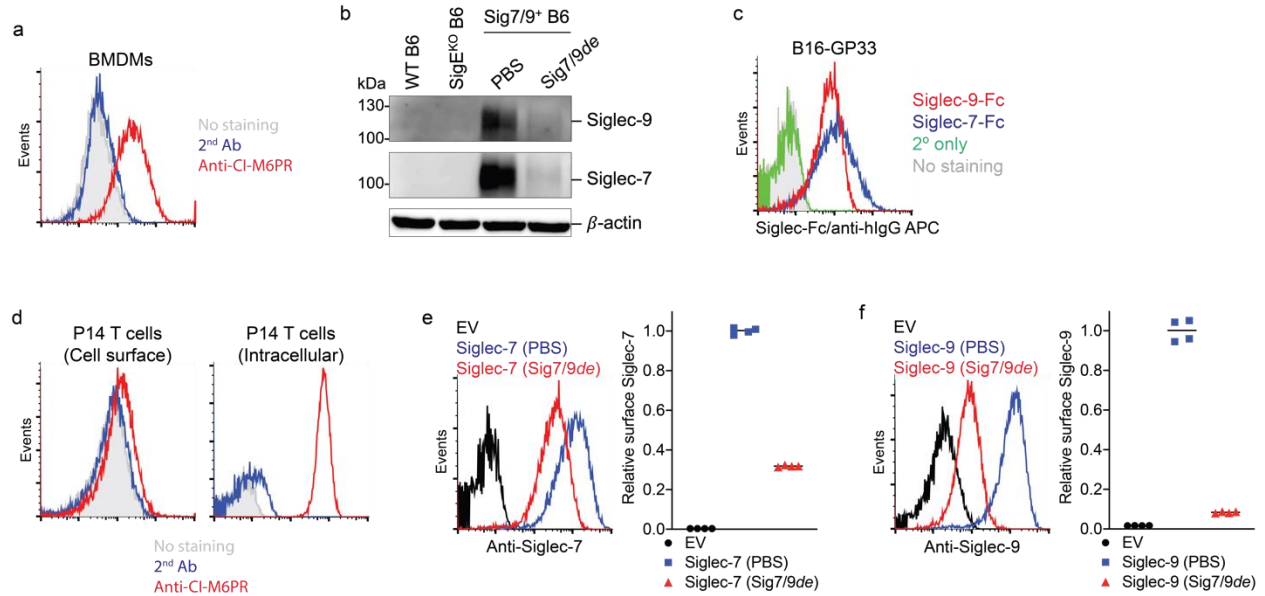 a
BMDMs
Events
No staining
2nd Ab
Anti-CI-M6PR
b
WT B6
SigEKO B6
Sig7/9+ B6
PBS
Sig7/9de
kDa
130
100
Siglec-9
100
Siglec-7
β-actin
c
B16-GP33
Events
Siglec-Fc/anti-hIgG APC
Siglec-9-Fc
Siglec-7-Fc
2º only
No staining
d
P14 T cells
(Cell surface)
P14 T cells
(Intracellular)
Events
No staining
2nd Ab
Anti-CI-M6PR
e
EV
Siglec-7 (PBS)
Siglec-7 (Sig7/9de)
Events
Anti-Siglec-7
Relative surface Siglec-7
1.0
0.8
0.6
0.4
0.2
0.0
EV
Siglec-7 (PBS)
Siglec-7 (Sig7/9de)
f
EV
Siglec-9 (PBS)
Siglec-9 (Sig7/9de)
Events
Anti-Siglec-9
Relative surface Siglec-9
1.0
0.8
0.6
0.4
0.2
0.0
EV
Siglec-9 (PBS)
Siglec-9 (Sig7/9de)